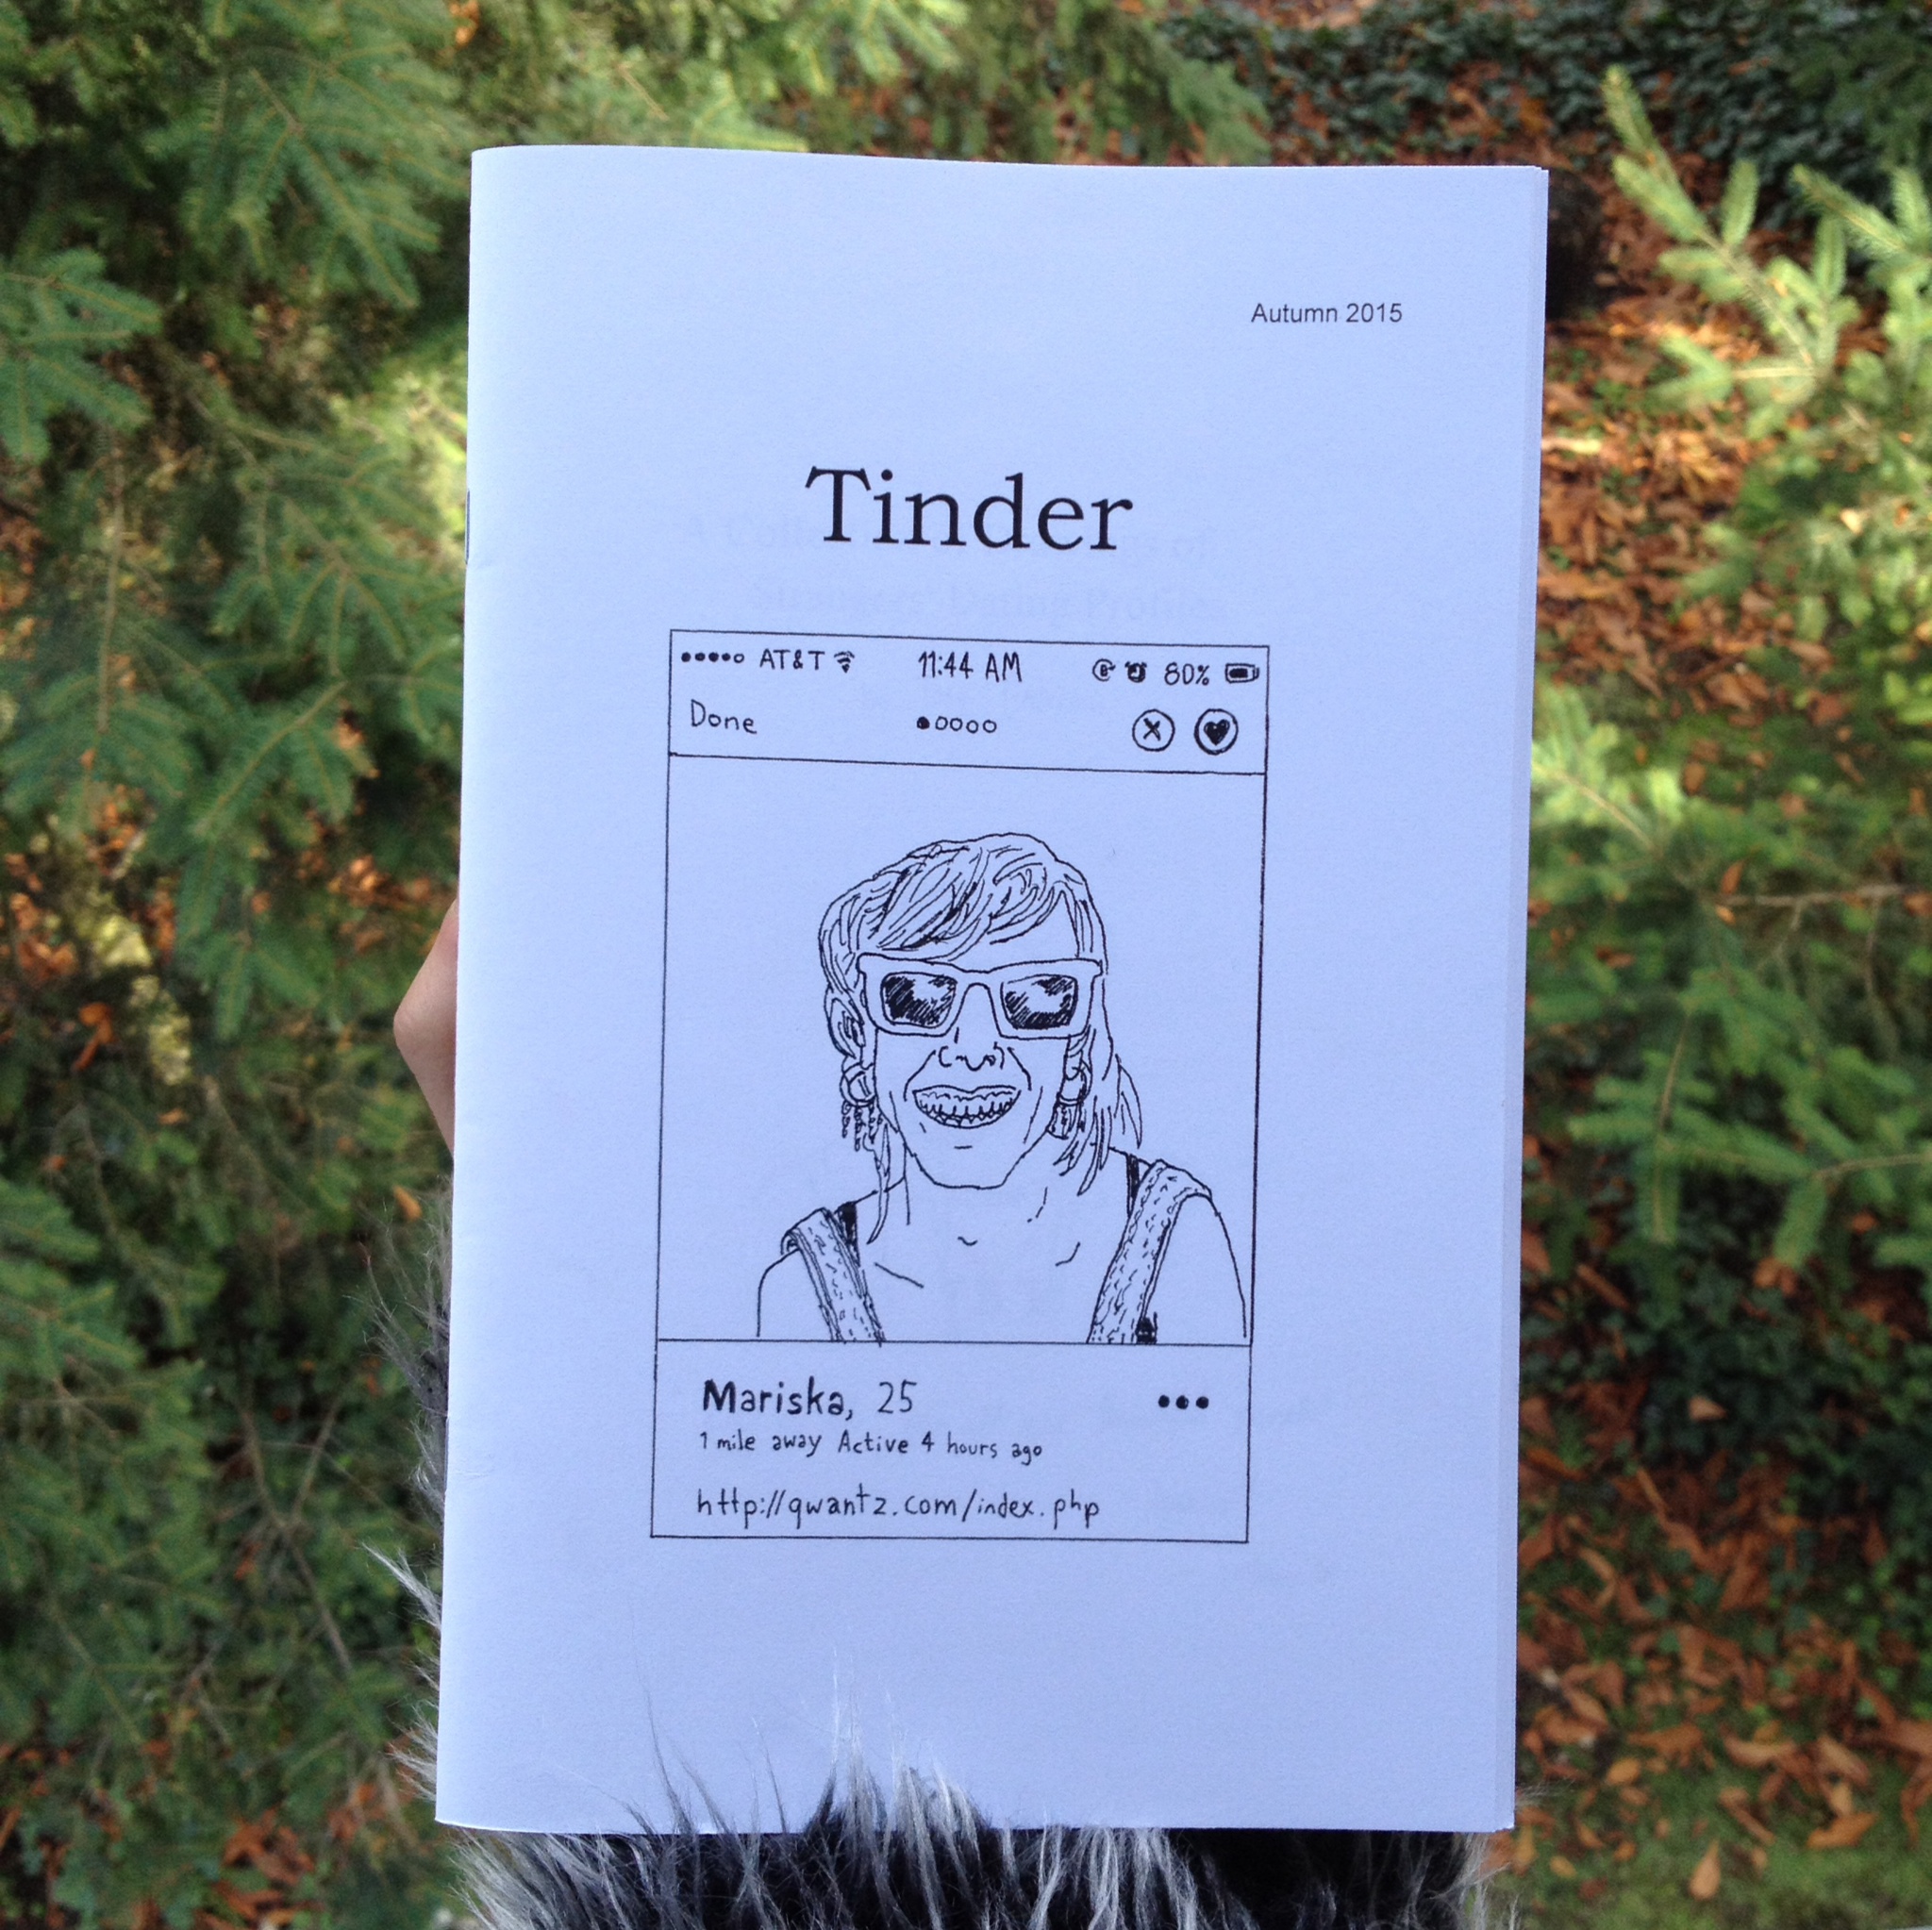 Autumn 2015
Tinder
AT&T 11:44 AM 80%
Done
Mariska, 25
1 mile away Active 4 hours ago
http://qwantz.com/index.php